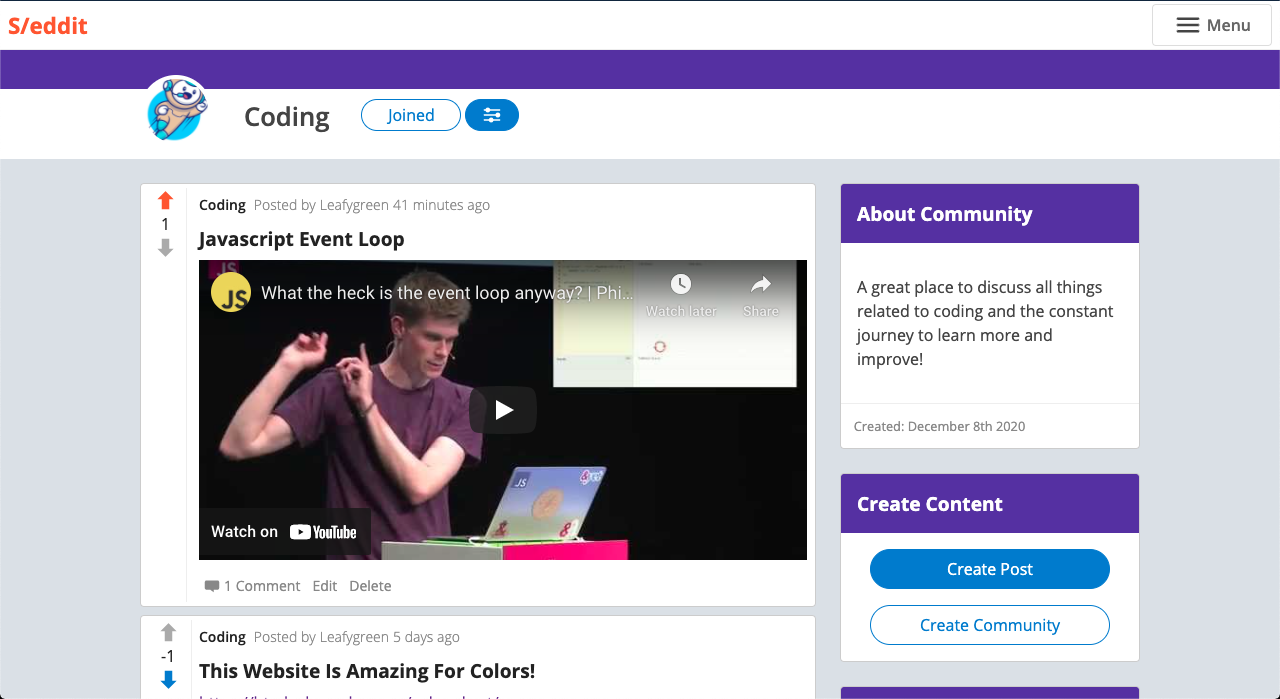 S/eddit
Menu
Coding
Joined
1
Coding Posted by Leafygreen 41 minutes ago
Javascript Event Loop
JS
What the heck is the event loop anyway? | Phi...
Watch later
Share
JS
Watch on YouTube
1 Comment Edit Delete
-1
Coding Posted by Leafygreen 5 days ago
This Website Is Amazing For Colors!
About Community
A great place to discuss all things
related to coding and the constant
journey to learn more and
improve!
Created: December 8th 2020
Create Content
Create Post
Create Community